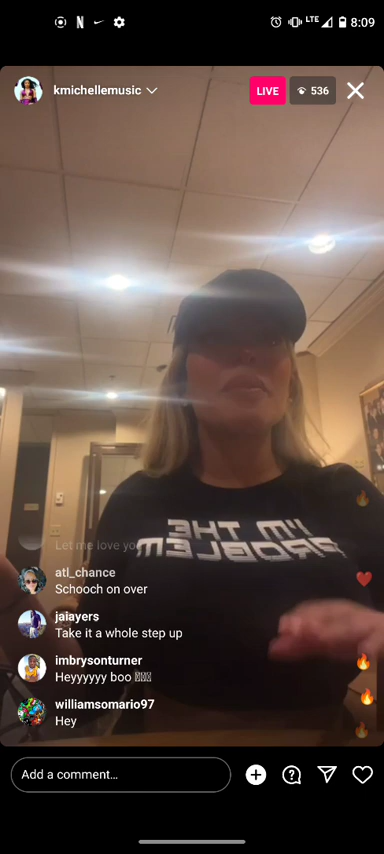 LTE 8:09
kmichellemusic LIVE 536
I'M THE
PROBLEM
Let me love you
atl_chance
Schooch on over
jaiayers
Take it a whole step up
imbrysonturner
Heyyyyyy boo
williamsomario97
Hey
Add a comment...